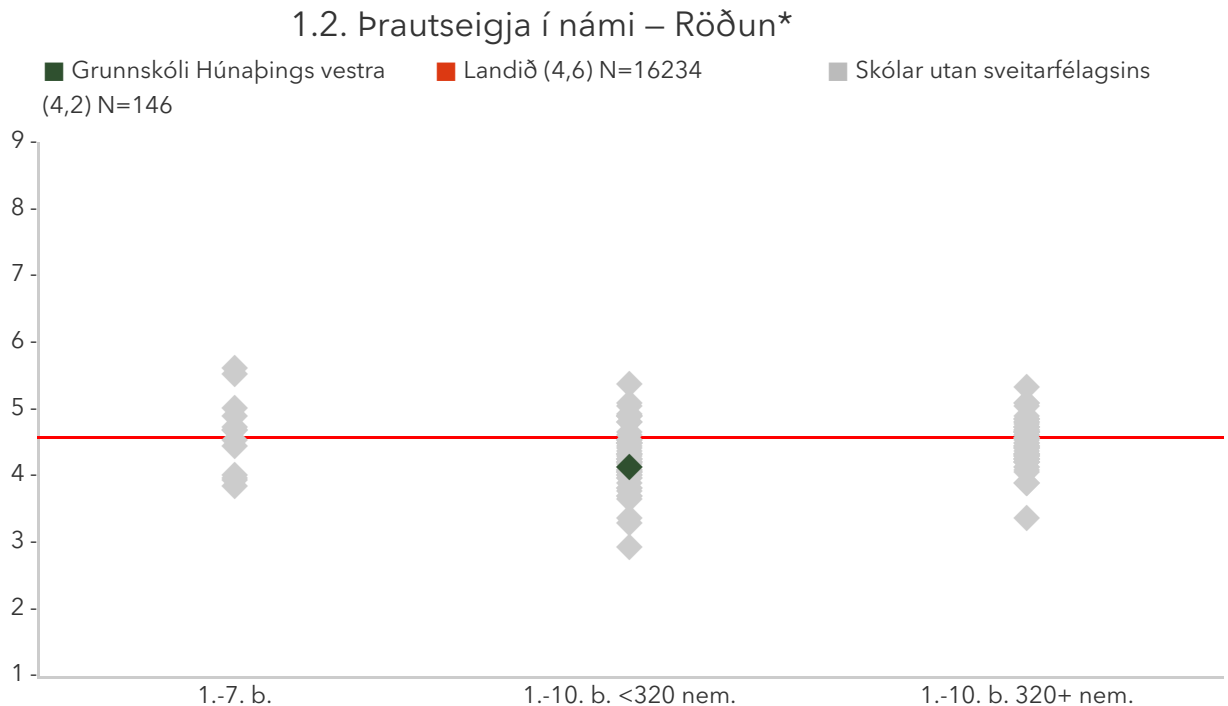 1.2. Þrautseigja í námi – Röðun*
Grunnskóli Húnaþings vestra
(4,2) N=146
Landið (4,6) N=16234
Skólar utan sveitarfélagsins
9
8
7
6
5
4
3
2
1
1.-7. b.
1.-10. b. <320 nem.
1.-10. b. 320+ nem.